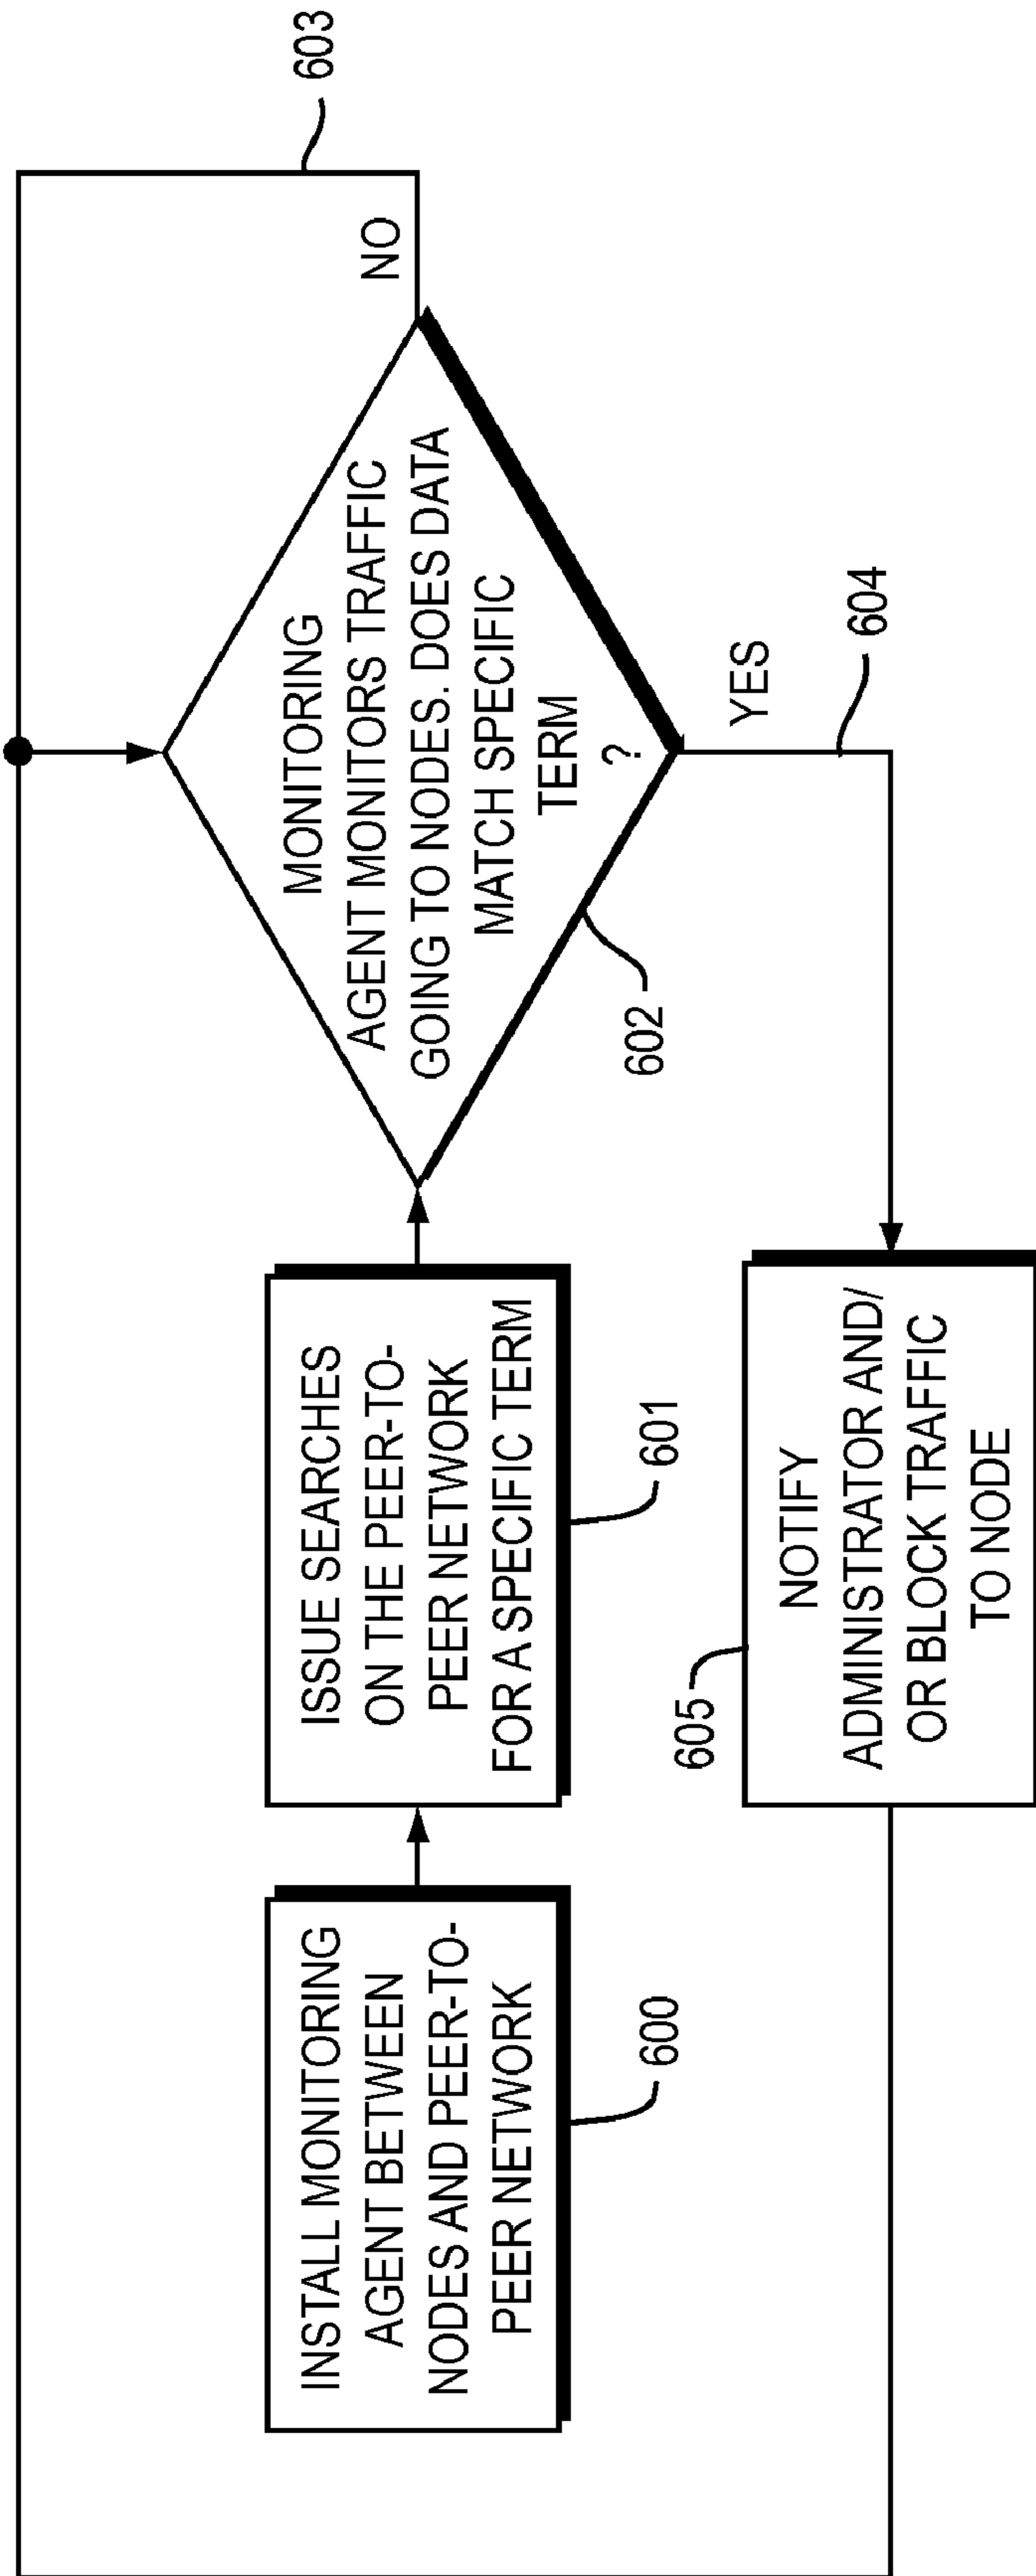 INSTALL MONITORING
AGENT BETWEEN
NODES AND PEER-TO-
PEER NETWORK
600
ISSUE SEARCHES
ON THE PEER-TO-
PEER NETWORK
FOR A SPECIFIC TERM
601
MONITORING
AGENT MONITORS TRAFFIC
GOING TO NODES. DOES DATA
MATCH SPECIFIC
TERM
?
602
NO
603
YES
604
605
NOTIFY
ADMINISTRATOR AND/
OR BLOCK TRAFFIC
TO NODE